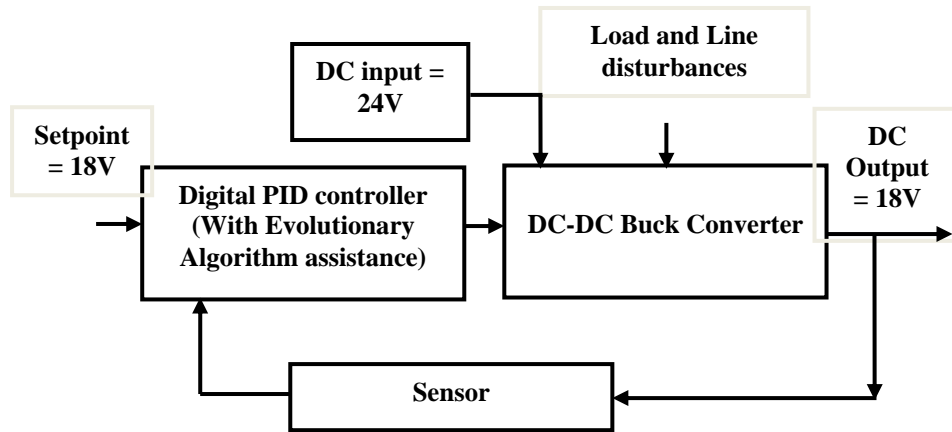 Load and Line
disturbances
DC input =
24V
Setpoint
= 18V
DC
Output
= 18V
Digital PID controller
(With Evolutionary
Algorithm assistance)
DC-DC Buck Converter
Sensor